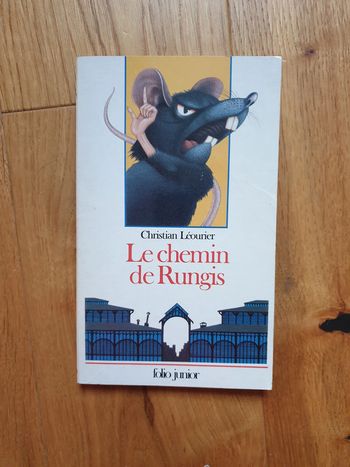 Christian Léourier
Le chemin
de Rungis
folio junior